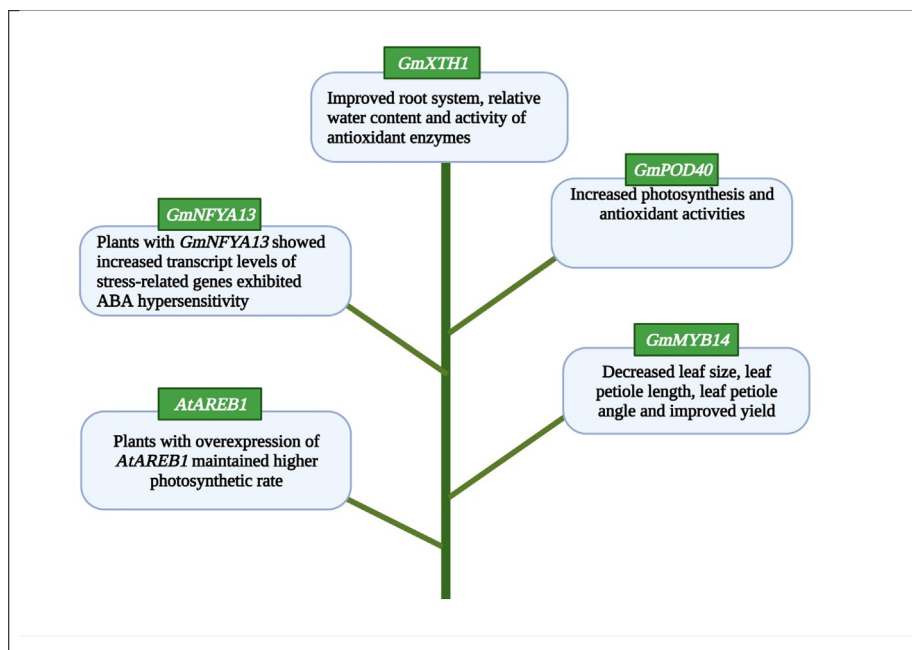 GmXTH1
Improved root system, relative
water content and activity of
antioxidant enzymes
GmPOD40
Increased photosynthesis and
antioxidant activities
GmNFYA13
Plants with GmNFYA13 showed
increased transcript levels of
stress-related genes exhibited
ABA hypersensitivity
GmMYB14
Decreased leaf size, leaf
petiole length, leaf petiole
angle and improved yield
AtAREB1
Plants with overexpression of
AtAREB1 maintained higher
photosynthetic rate